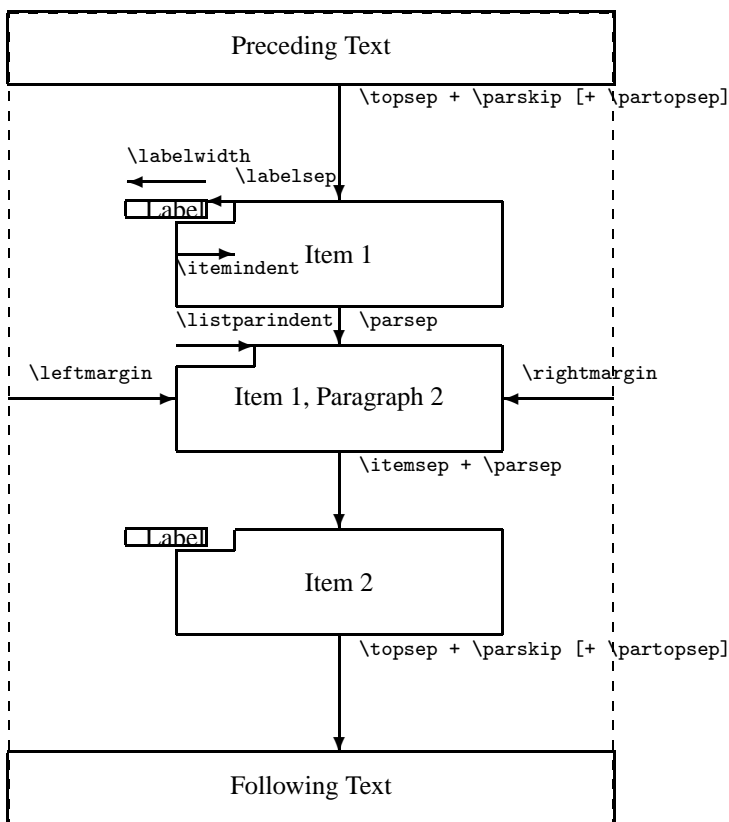 Preceding Text
\topsep + \parskip [+ \partopsep]
\labelwidth
\labelsep
Label
Item 1
\itemindent
\listparindent \parsep
\leftmargin
\rightmargin
Item 1, Paragraph 2
\itemsep + \parsep
Label
Item 2
\topsep + \parskip [+ \partopsep]
Following Text